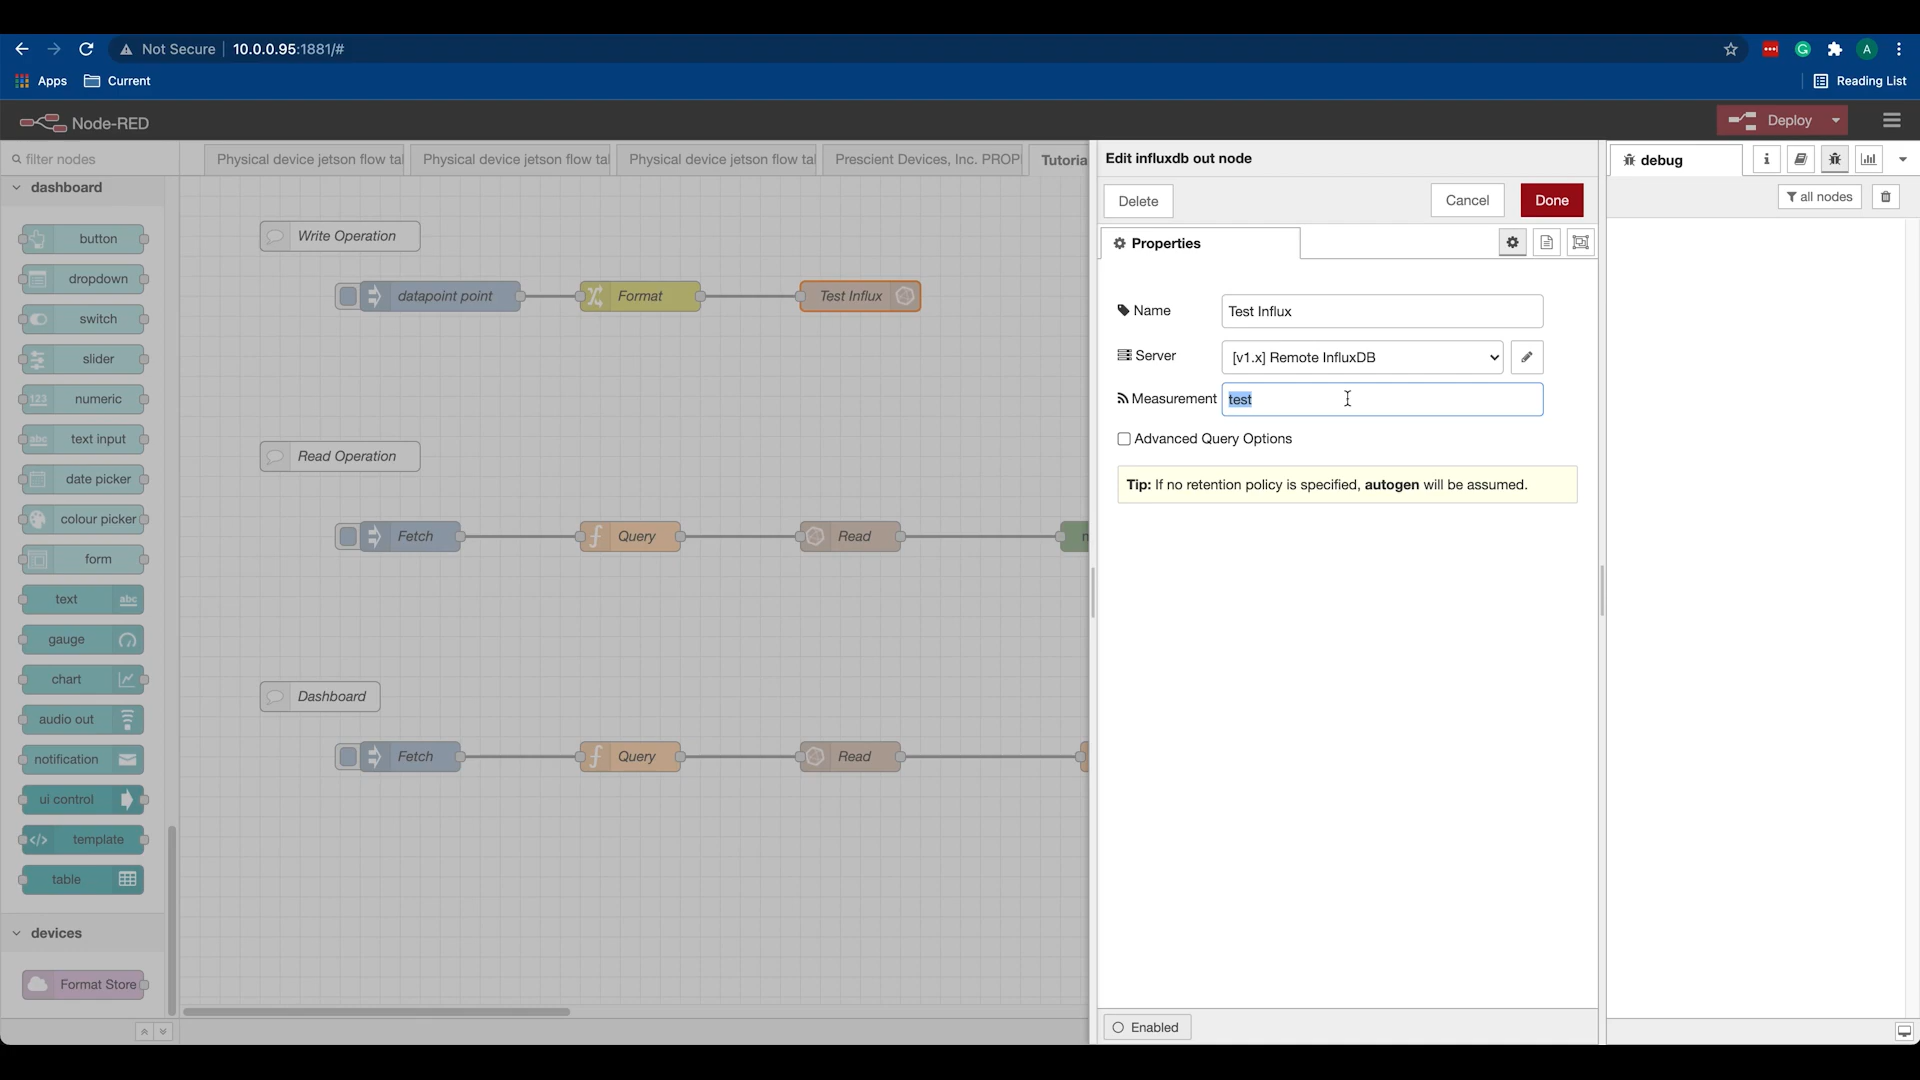 Not Secure 10.0.0.95:1881/#
A
Apps Current Reading List
Node-RED Deploy
filter nodes
Physical device jetson flow ta
Physical device jetson flow ta
Physical device jetson flow ta
Prescient Devices, Inc. PROP
Tutoria
dashboard
button
dropdown
switch
slider
123 numeric
abc text input
date picker
colour picker
form
text abc
gauge
chart
audio out
notification
ui control
</> template
table
devices
Format Store
Write Operation
datapoint point Format Test Influx
Read Operation
Fetch Query Read
Dashboard
Fetch Query Read
Edit influxdb out node
Delete Cancel Done
Properties
Name Test Influx
Server [v1.x] Remote InfluxDB
Measurement test
Advanced Query Options
Tip: If no retention policy is specified, autogen will be assumed.
Enabled
debug i
all nodes